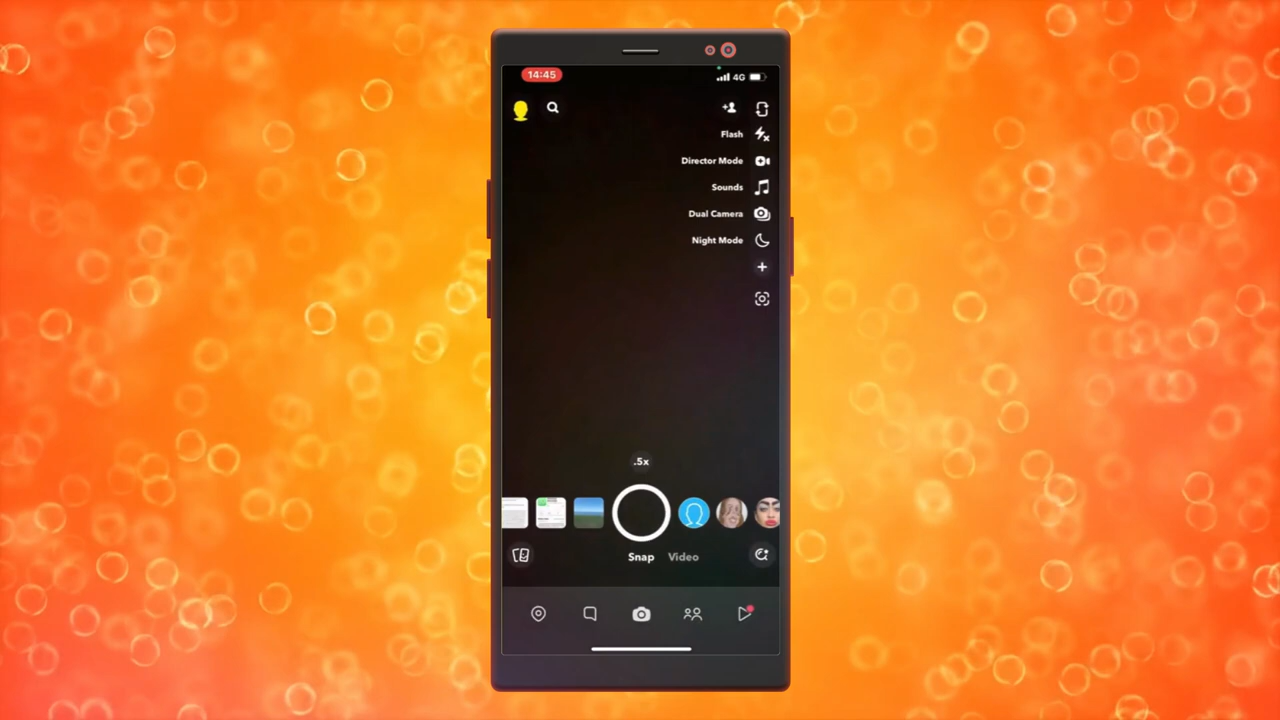 14:45
4G
Flash
Director Mode
Sounds
Dual Camera
Night Mode
.5x
Snap Video